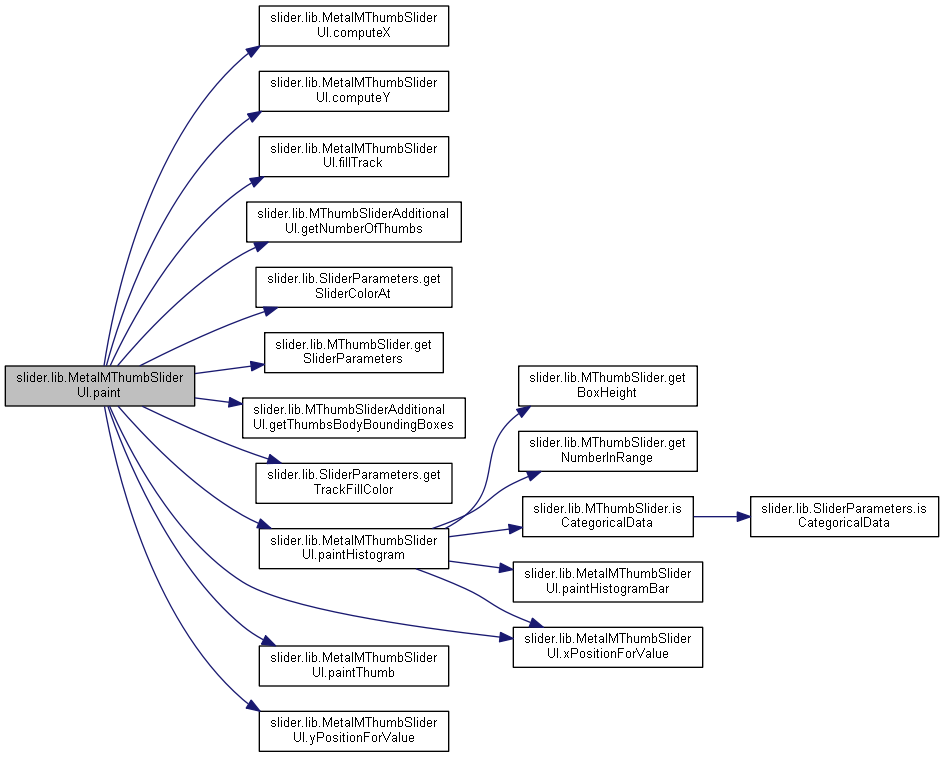 slider.lib.MetalMThumbSlider
UI.computeX
slider.lib.MetalMThumbSlider
UI.computeY
slider.lib.MetalMThumbSlider
UI.fillTrack
slider.lib.MThumbSliderAdditional
UI.getNumberOfThumbs
slider.lib.SliderParameters.get
SliderColorAt
slider.lib.MThumbSlider.get
SliderParameters
slider.lib.MetalMThumbSlider
UI.paint
slider.lib.MThumbSliderAdditional
UI.getThumbsBodyBoundingBoxes
slider.lib.SliderParameters.get
TrackFillColor
slider.lib.MetalMThumbSlider
UI.paintHistogram
slider.lib.MetalMThumbSlider
UI.paintThumb
slider.lib.MetalMThumbSlider
UI.yPositionForValue
slider.lib.MThumbSlider.get
BoxHeight
slider.lib.MThumbSlider.get
NumberInRange
slider.lib.MThumbSlider.is
CategoricalData
slider.lib.MetalMThumbSlider
UI.paintHistogramBar
slider.lib.MetalMThumbSlider
UI.xPositionForValue
slider.lib.SliderParameters.is
CategoricalData